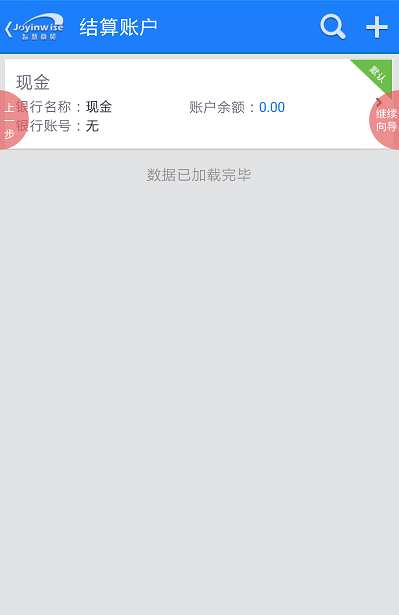 Joyinwise
智慧商贸
结算账户
现金
默认
银行名称：现金
账户余额：0.00
银行账号：无
上一步
继续向导
数据已加载完毕